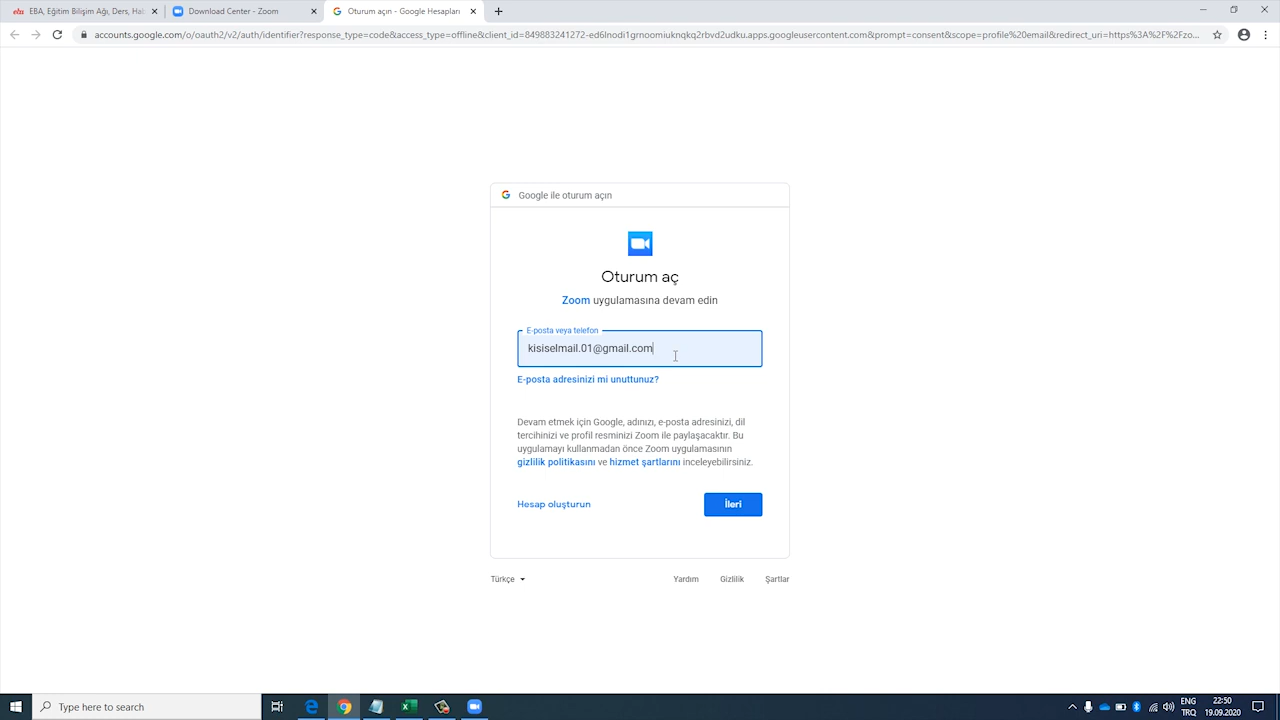 EBA, Eğitim Bilişim Ağı, Ders, Hai
Download Center - Zoom
Oturum açın - Google Hesapları
accounts.google.com/o/oauth2/v2/auth/identifier?response_type=code&access_type=offline&client_id=849883241272-ed6lnodi1grnoomiuknqkq2rbvd2udku.apps.googleusercontent.com&prompt=consent&scope=profile%20email&redirect_uri=https%3A%2F%2Fzo...
Google ile oturum açın
Oturum aç
Zoom uygulamasına devam edin
E-posta veya telefon
kisiselmail.01@gmail.com
E-posta adresinizi mi unuttunuz?
Devam etmek için Google, adınızı, e-posta adresinizi, dil
tercihinizi ve profil resminizi Zoom ile paylaşacaktır. Bu
uygulamayı kullanmadan önce Zoom uygulamasının
gizlilik politikasını ve hizmet şartlarını inceleyebilirsiniz.
Hesap oluşturun
İleri
Türkçe
Yardım
Gizlilik
Şartlar
Type here to search
ENG
TRQ
22:50
19.09.2020